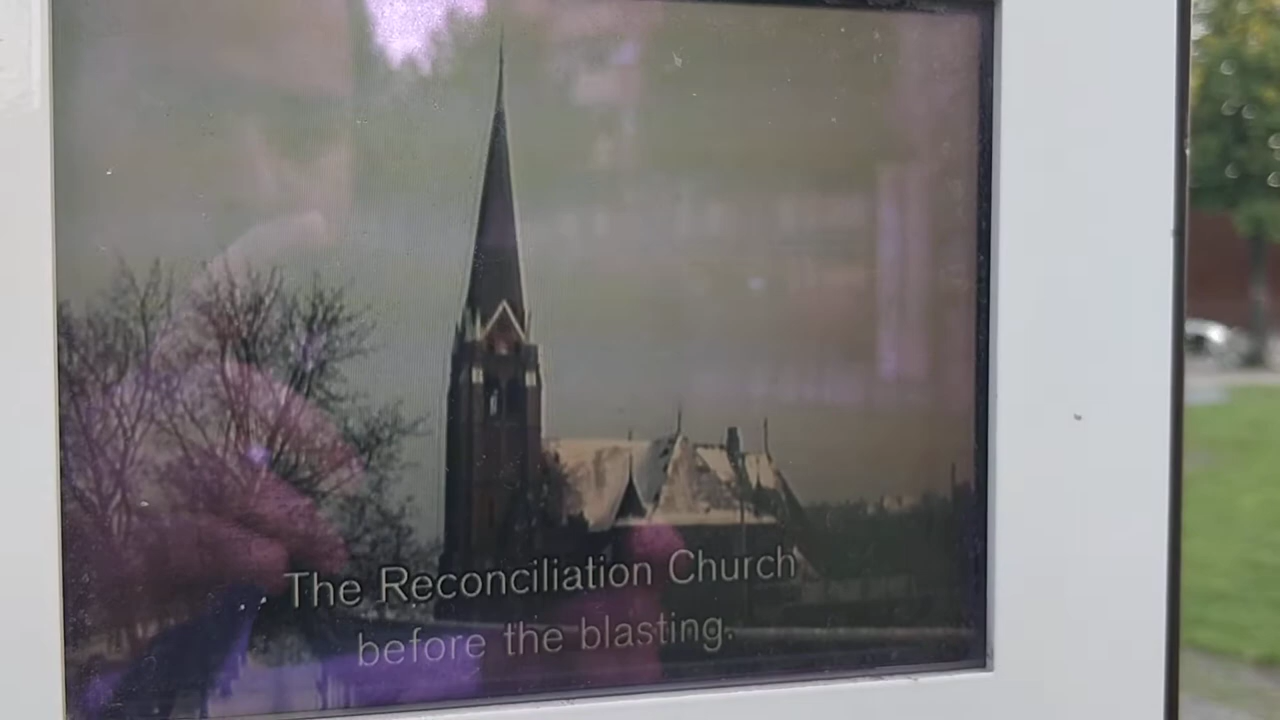 The Reconciliation Church
before the blasting.